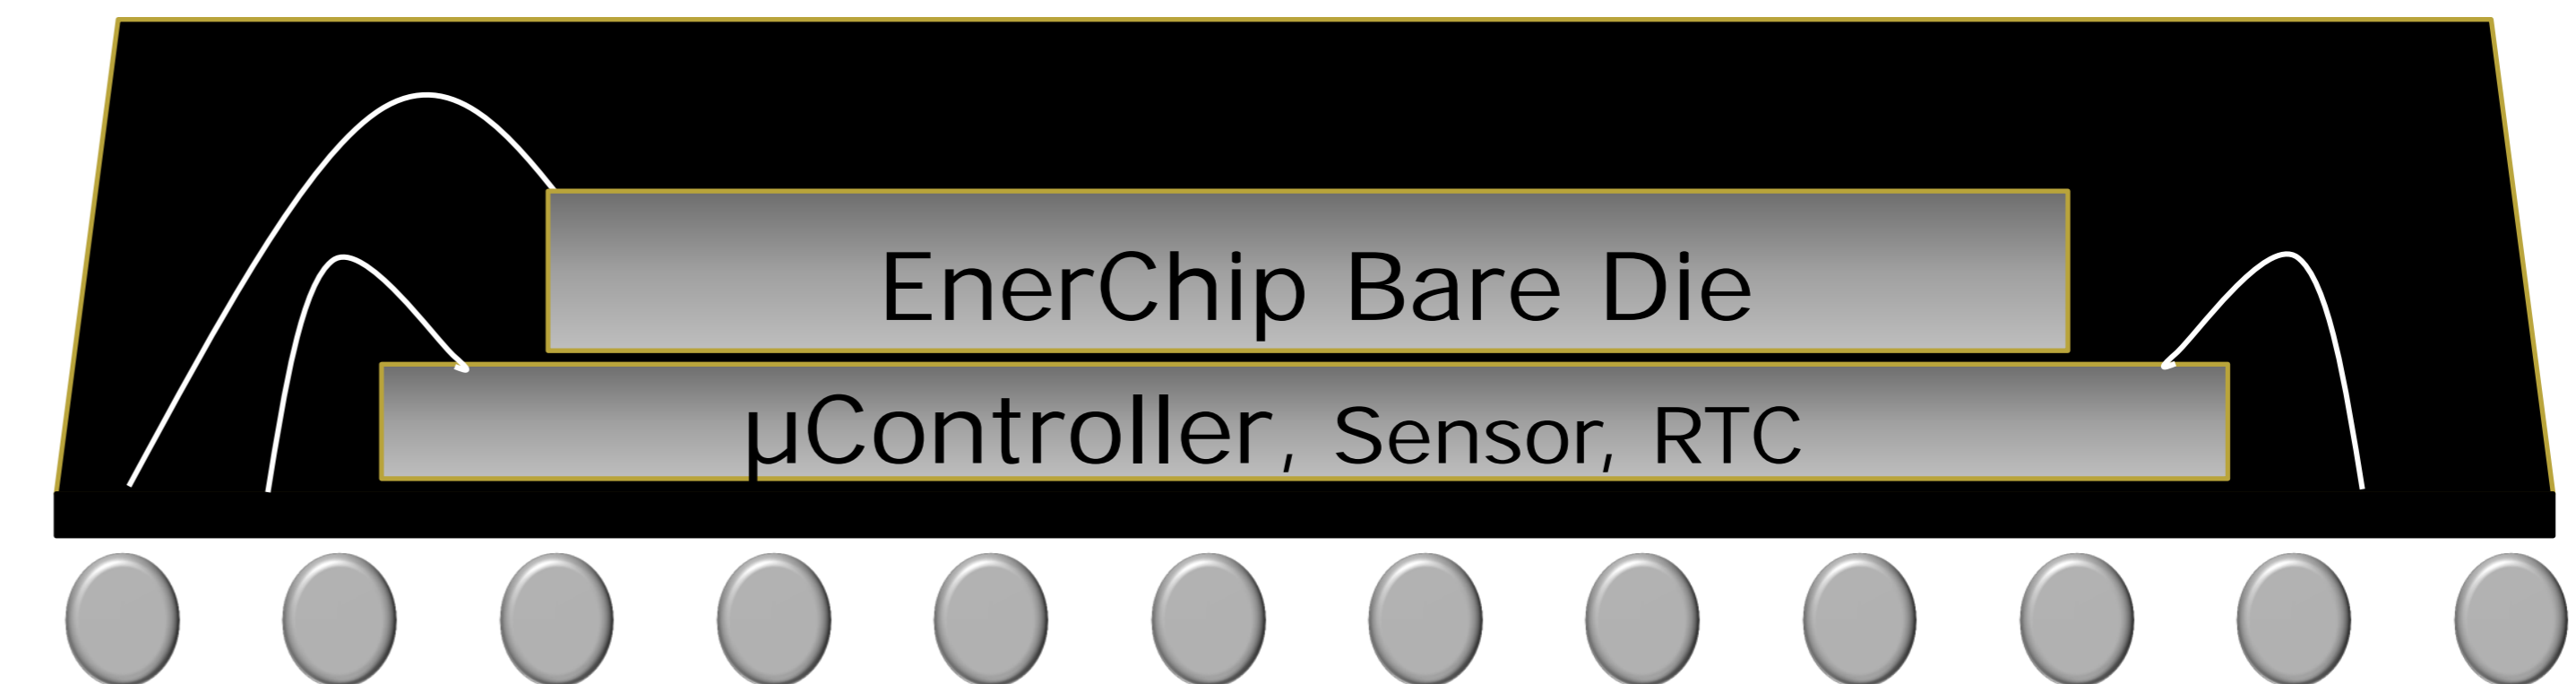 EnerChip Bare Die
µController, Sensor, RTC